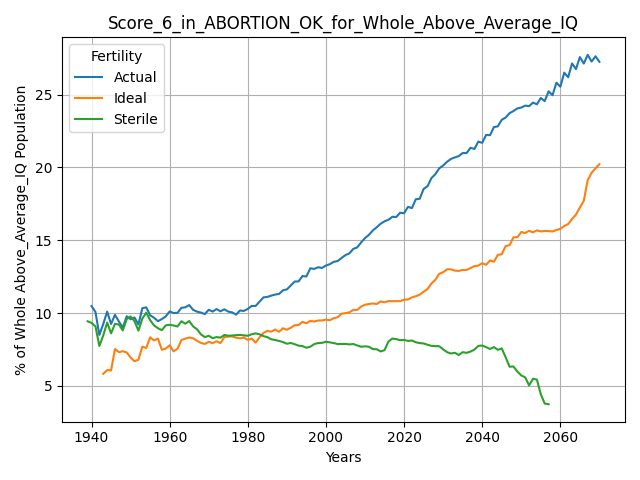 Score_6_in_ABORTION_OK_for_Whole_Above_Average_IQ
Fertility
Actual
Ideal
Sterile
% of Whole Above_Average_IQ Population
25
20
15
10
5
1940 1960 1980 2000 2020 2040 2060
Years